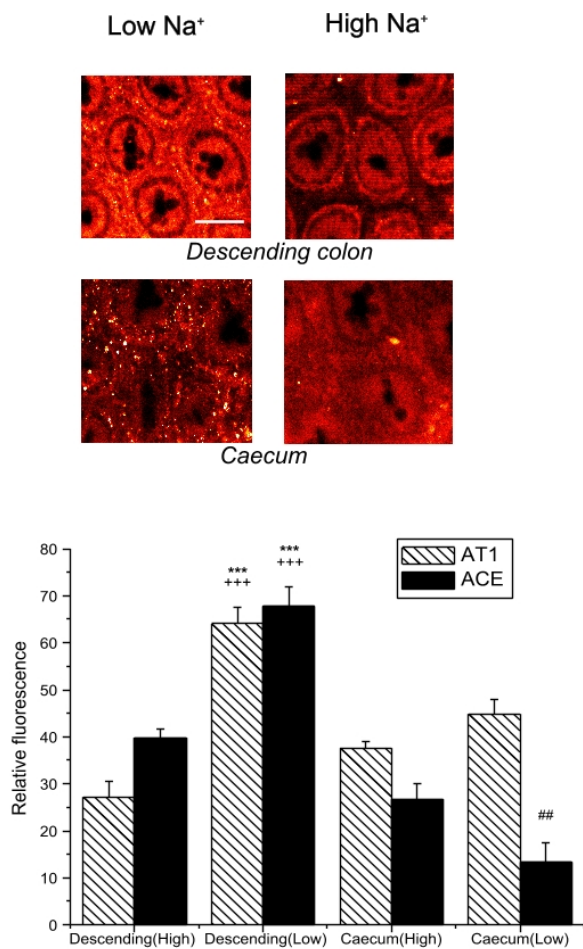 Low Na⁺ High Na⁺
Descending colon
Caecum
80
70
60
50
40
30
20
10
0
Relative fluorescence
AT1
ACE
***
+++
***
+++
##
Descending(High) Descending(Low) Caecum(High) Caecum(Low)